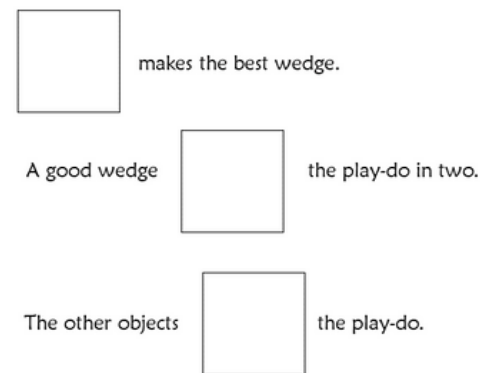 makes the best wedge.
A good wedge the play-do in two.
The other objects the play-do.